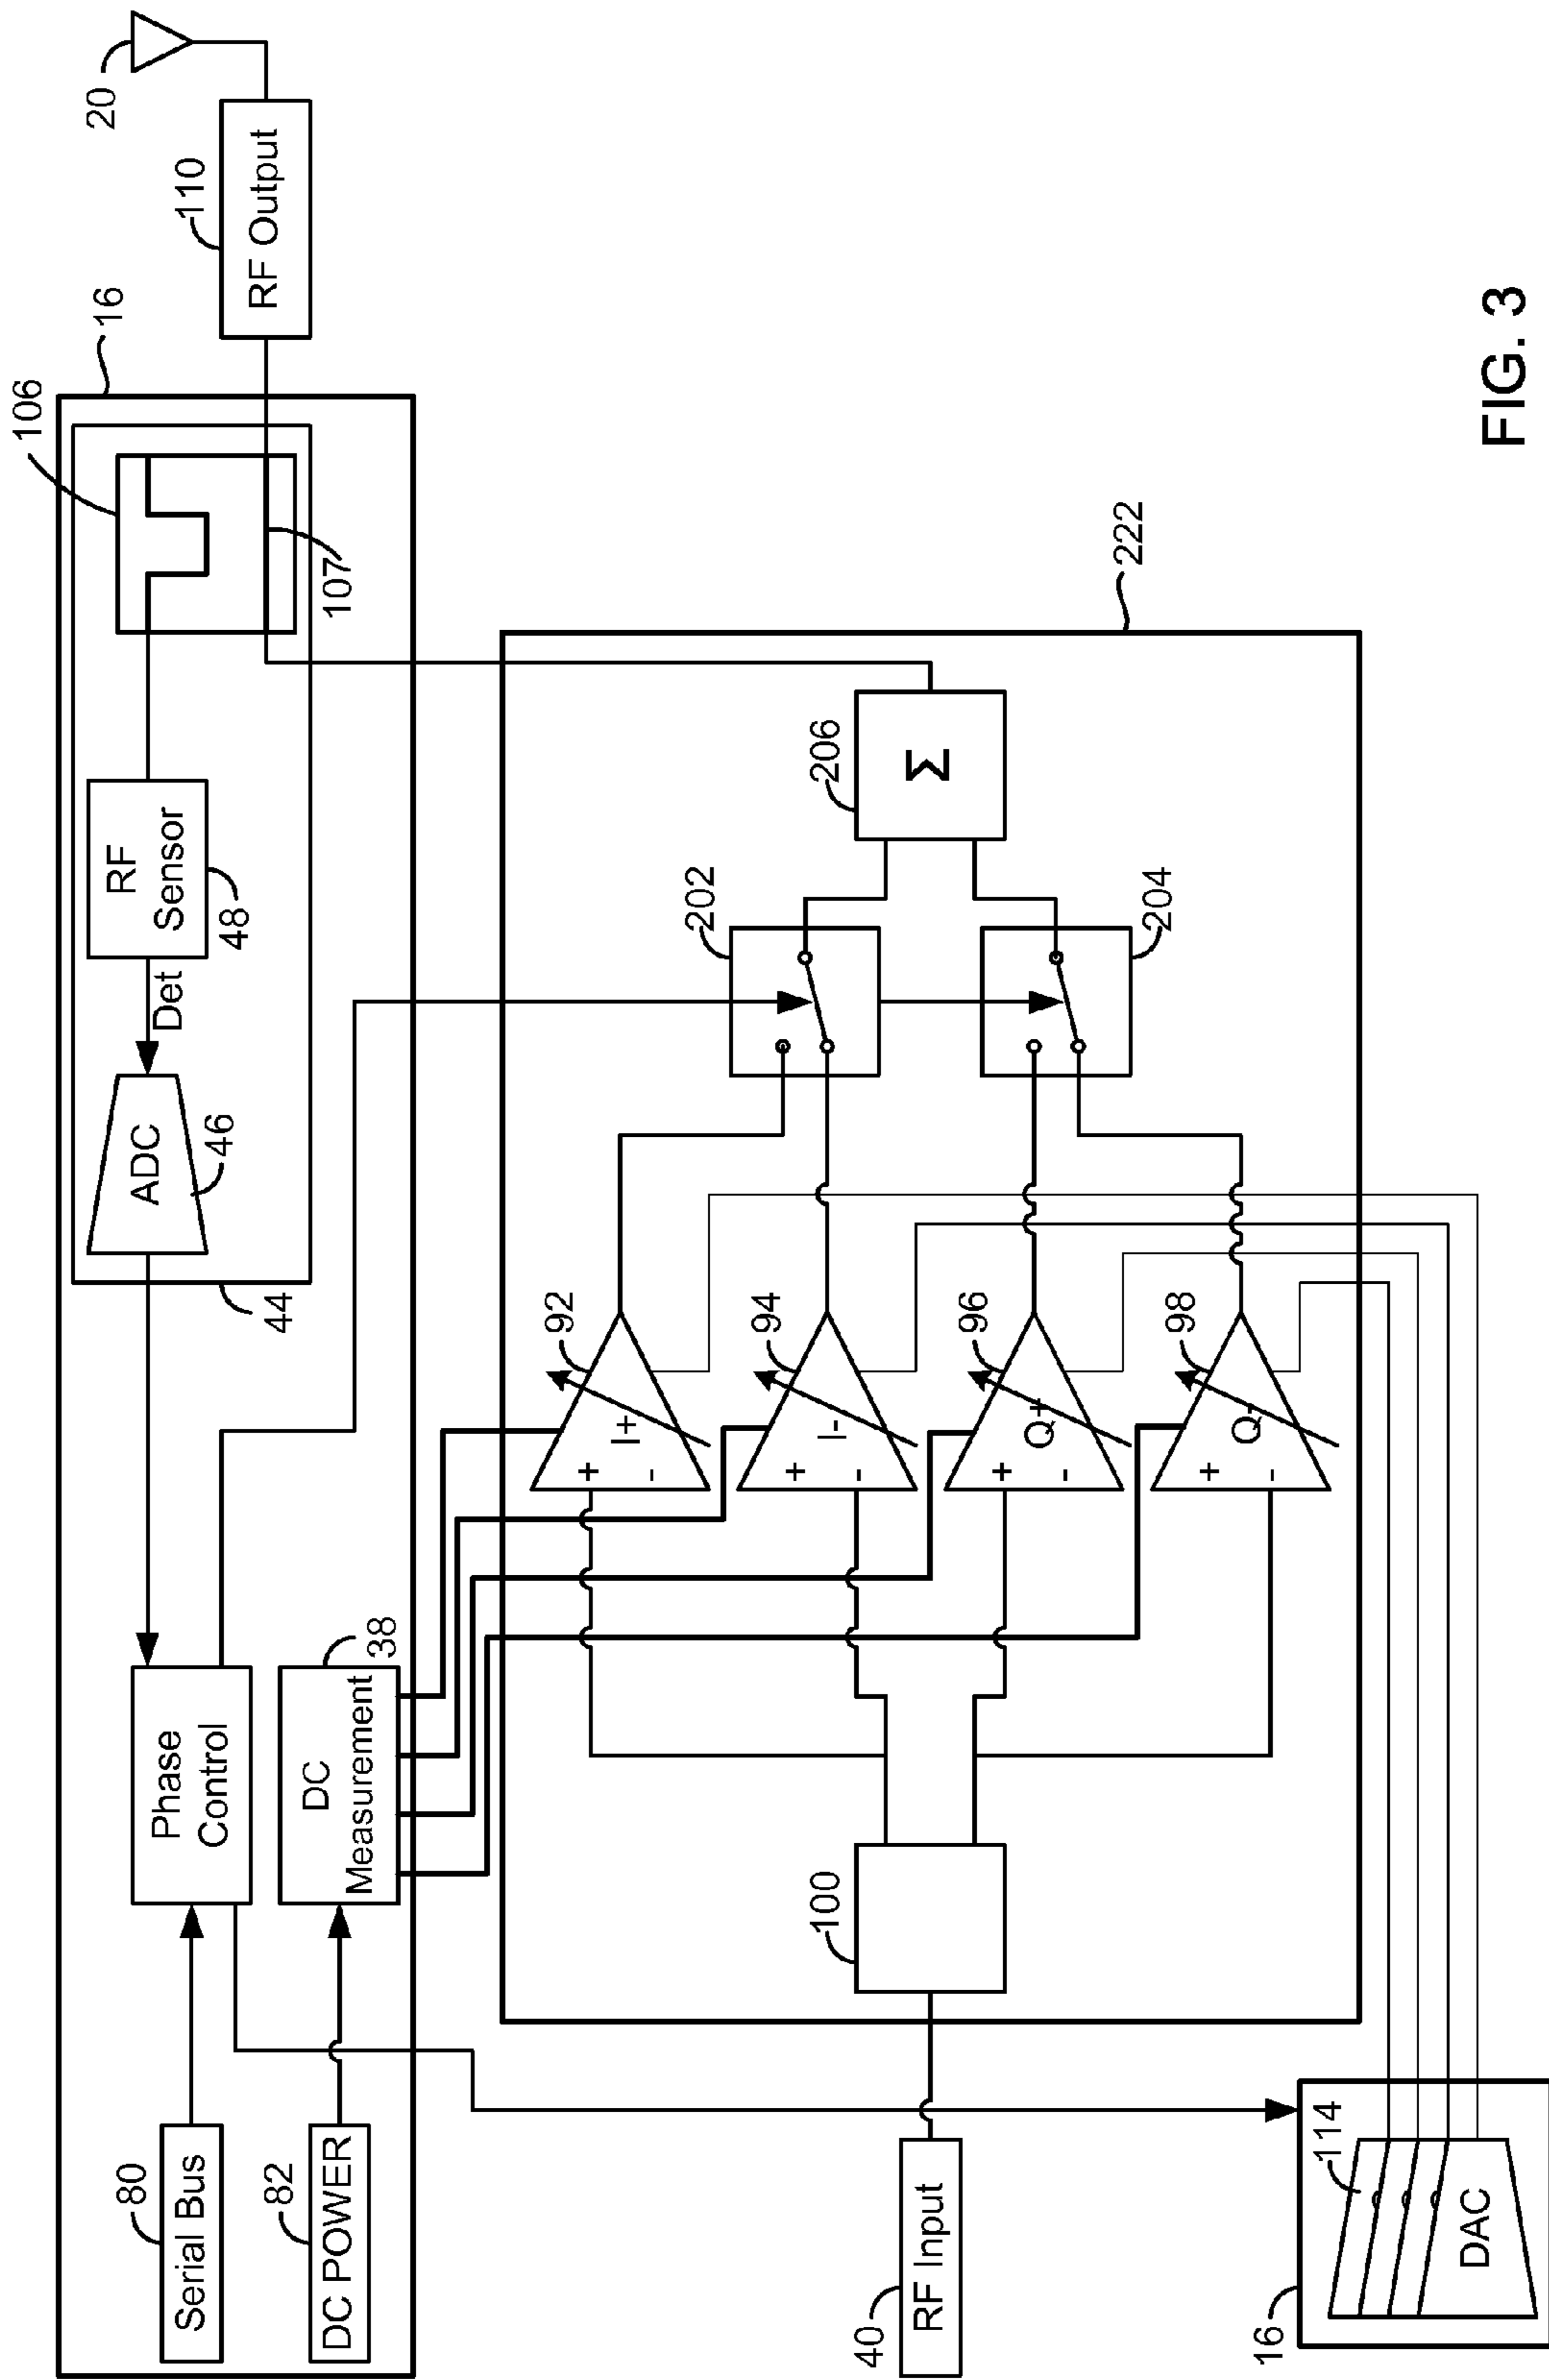 20
110
RF Output
16
106
107
RF
Sensor
48
Det
ADC
46
44
Phase
Control
DC
Measurement
38
80
Serial Bus
82
DC POWER
222
206
Σ
202
204
92
I+
+
-
94
I-
+
-
96
Q+
+
-
98
Q-
+
-
100
40
RF Input
16
114
DAC
FIG. 3